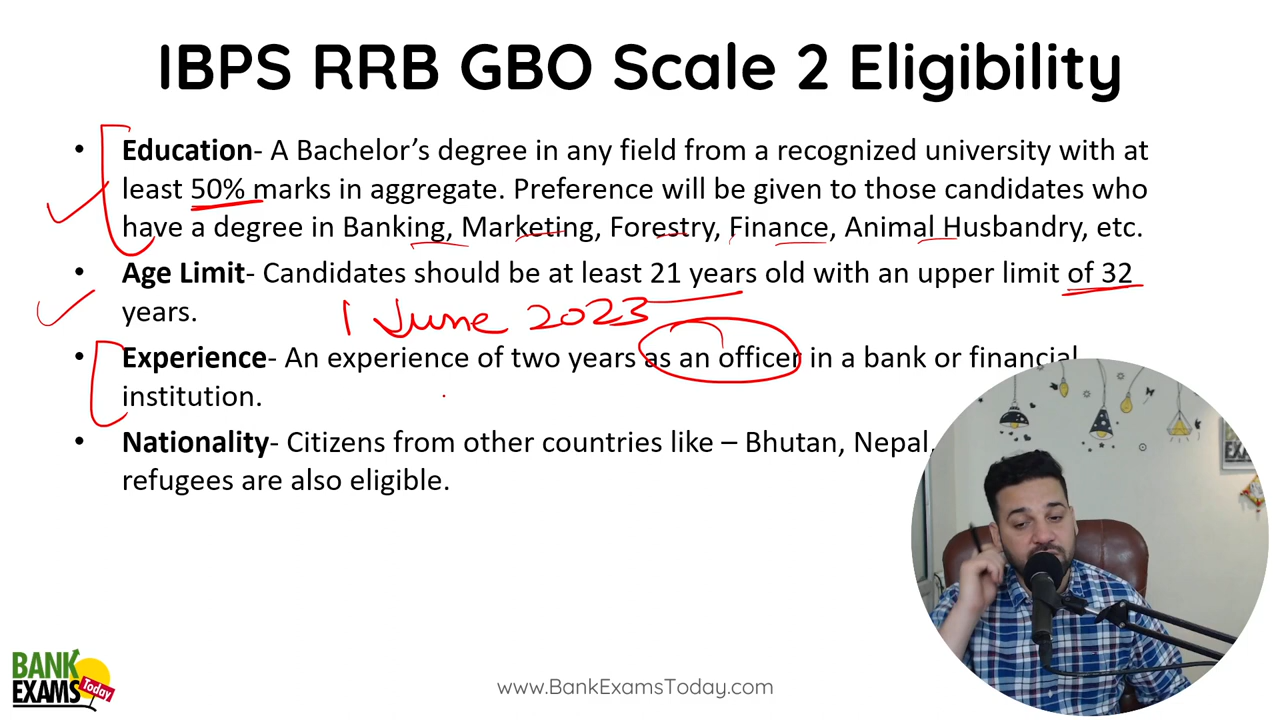 IBPS RRB GBO Scale 2 Eligibility
• Education- A Bachelor's degree in any field from a recognized university with at
least 50% marks in aggregate. Preference will be given to those candidates who
have a degree in Banking, Marketing, Forestry, Finance, Animal Husbandry, etc.
• Age Limit- Candidates should be at least 21 years old with an upper limit of 32
years.
1 June 2023
• Experience- An experience of two years as an officer in a bank or financial
institution.
• Nationality- Citizens from other countries like – Bhutan, Nepal,
refugees are also eligible.
BANK
EXAMS
Today
www.BankExamsToday.com